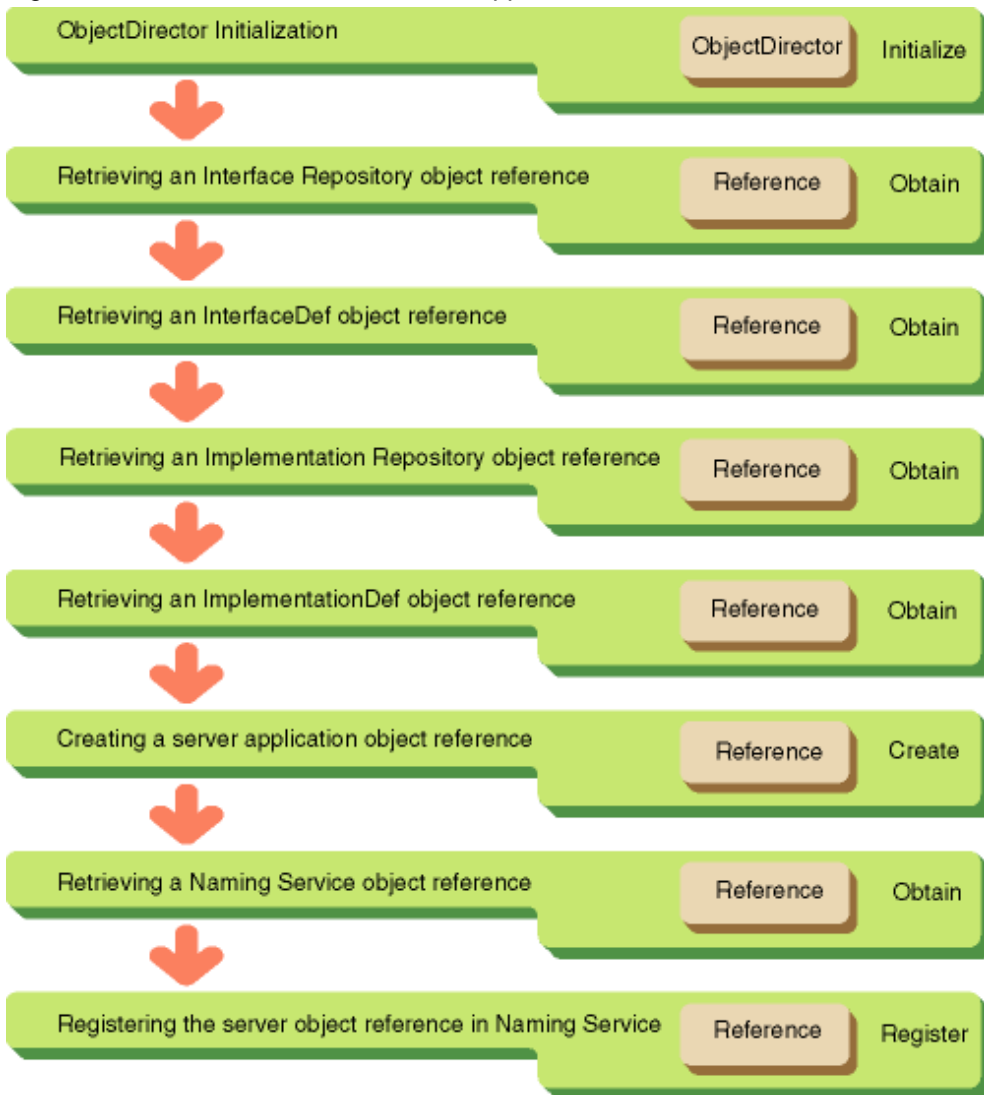 ObjectDirector Initialization
ObjectDirector
Initialize
Retrieving an Interface Repository object reference
Reference
Obtain
Retrieving an InterfaceDef object reference
Reference
Obtain
Retrieving an Implementation Repository object reference
Reference
Obtain
Retrieving an ImplementationDef object reference
Reference
Obtain
Creating a server application object reference
Reference
Create
Retrieving a Naming Service object reference
Reference
Obtain
Registering the server object reference in Naming Service
Reference
Register